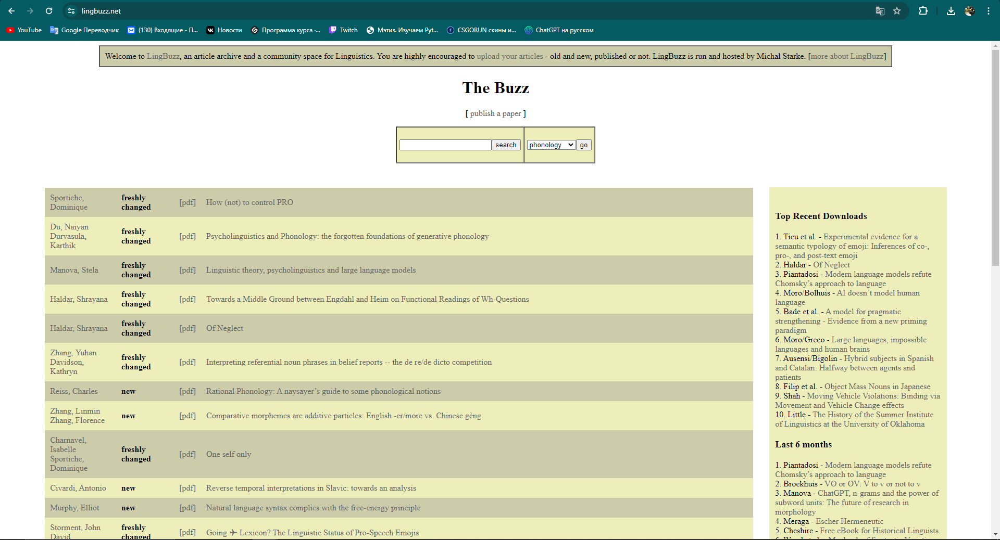 lingbuzz.net
YouTube
Google Переводчик
(130) Входящие - П...
Новости
Программа курса ·...
Twitch
Мэтиз. Изучаем Pyt...
CSGORUN скины и...
ChatGPT на русском
Welcome to LingBuzz, an article archive and a community space for Linguistics. You are highly encouraged to upload your articles - old and new, published or not. LingBuzz is run and hosted by Michal Starke. [more about LingBuzz]
The Buzz
[ publish a paper ]
search
phonology
go
Sportiche,
Dominique
freshly
changed
[pdf]
How (not) to control PRO
Du, Naiyan
Durvasula,
Karthik
freshly
changed
[pdf]
Psycholinguistics and Phonology: the forgotten foundations of generative phonology
Manova, Stela
freshly
changed
[pdf]
Linguistic theory, psycholinguistics and large language models
Haldar, Shrayana
freshly
changed
[pdf]
Towards a Middle Ground between Engdahl and Heim on Functional Readings of Wh-Questions
Haldar, Shrayana
freshly
changed
[pdf]
Of Neglect
Zhang, Yuhan
Davidson,
Kathryn
freshly
changed
[pdf]
Interpreting referential noun phrases in belief reports -- the de re/de dicto competition
Reiss, Charles
new
[pdf]
Rational Phonology: A naysayer's guide to some phonological notions
Zhang, Linmin
Zhang, Florence
new
[pdf]
Comparative morphemes are additive particles: English -er/more vs. Chinese gèng
Charnavel,
Isabelle
Sportiche,
Dominique
freshly
changed
[pdf]
One self only
Civardi, Antonio
new
[pdf]
Reverse temporal interpretations in Slavic: towards an analysis
Murphy, Elliot
new
[pdf]
Natural language syntax complies with the free-energy principle
Storment, John
David
freshly
changed
[pdf]
Going ✈ Lexicon? The Linguistic Status of Pro-Speech Emojis
Top Recent Downloads
1. Tieu et al. - Experimental evidence for a
semantic typology of emoji: Inferences of co-,
pro-, and post-text emoji
2. Haldar - Of Neglect
3. Piantadosi - Modern language models refute
Chomsky's approach to language
4. Moro/Bolhuis - AI doesn't model human
language
5. Bade et al. - A model for pragmatic
strengthening - Evidence from a new priming
paradigm
6. Moro/Greco - Large languages, impossible
languages and human brains
7. Ausensi/Bigolin - Hybrid subjects in Spanish
and Catalan: Halfway between agents and
patients
8. Filip et al. - Object Mass Nouns in Japanese
9. Shah - Moving Vehicle Violations: Binding via
Movement and Vehicle Change effects
10. Little - The History of the Summer Institute
of Linguistics at the University of Oklahoma
Last 6 months
1. Piantadosi - Modern language models refute
Chomsky's approach to language
2. Broekhuis - VO or OV: V to v or not to v
3. Manova - ChatGPT, n-grams and the power of
subword units: The future of research in
morphology
4. Meraga - Escher Hermeneutic
5. Cheshire - Free eBook for Historical Linguists.